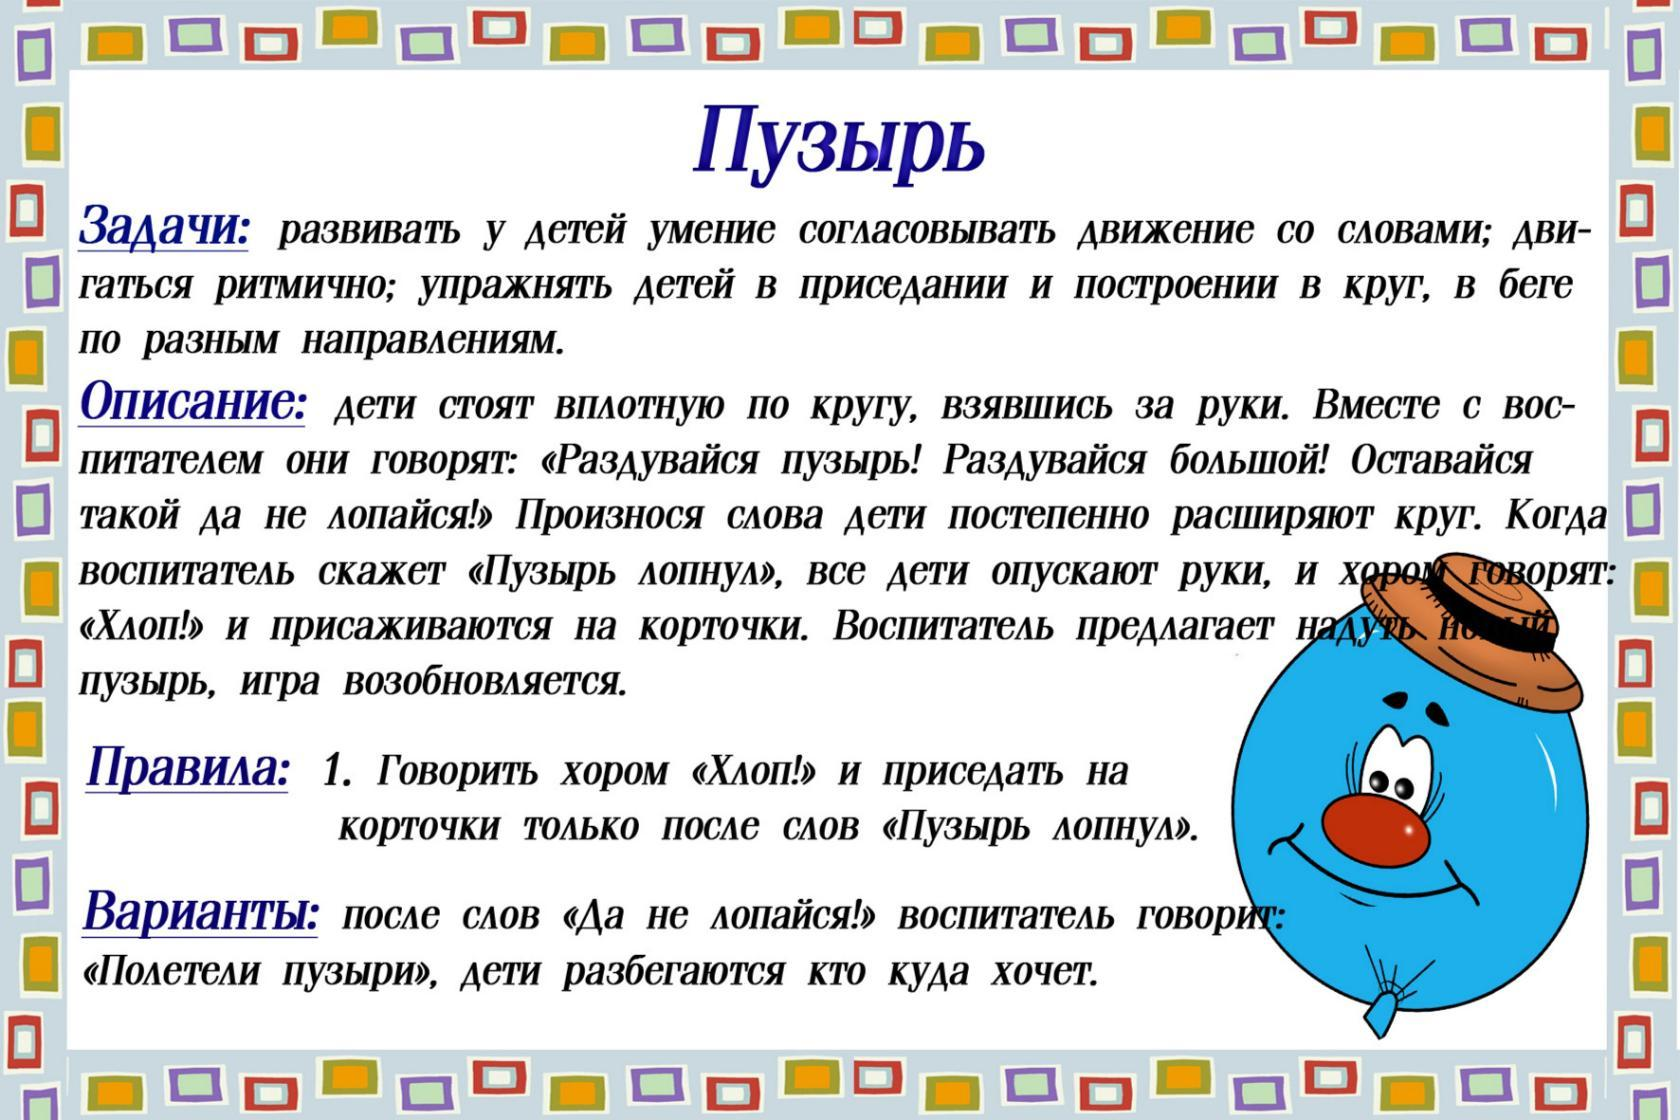 Пузырь
Задачи: развивать у детей умение согласовывать движение со словами; дви-
гаться ритмично; упражнять детей в приседании и построении в круг, в беге
по разным направлениям.
Описание: дети стоят вплотную по кругу, взявшись за руки. Вместе с вос-
питателем они говорят: «Раздувайся пузырь! Раздувайся большой! Оставайся
такой да не лопайся!» Произнося слова дети постепенно расширяют круг. Когда
воспитатель скажет «Пузырь лопнул», все дети опускают руки, и хором говорят:
«Хлоп!» и присаживаются на корточки. Воспитатель предлагает надуть новый
пузырь, игра возобновляется.
Правила: 1. Говорить хором «Хлоп!» и приседать на
корточки только после слов «Пузырь лопнул».
Варианты: после слов «Да не лопайся!» воспитатель говорит:
«Полетели пузыри», дети разбегаются кто куда хочет.